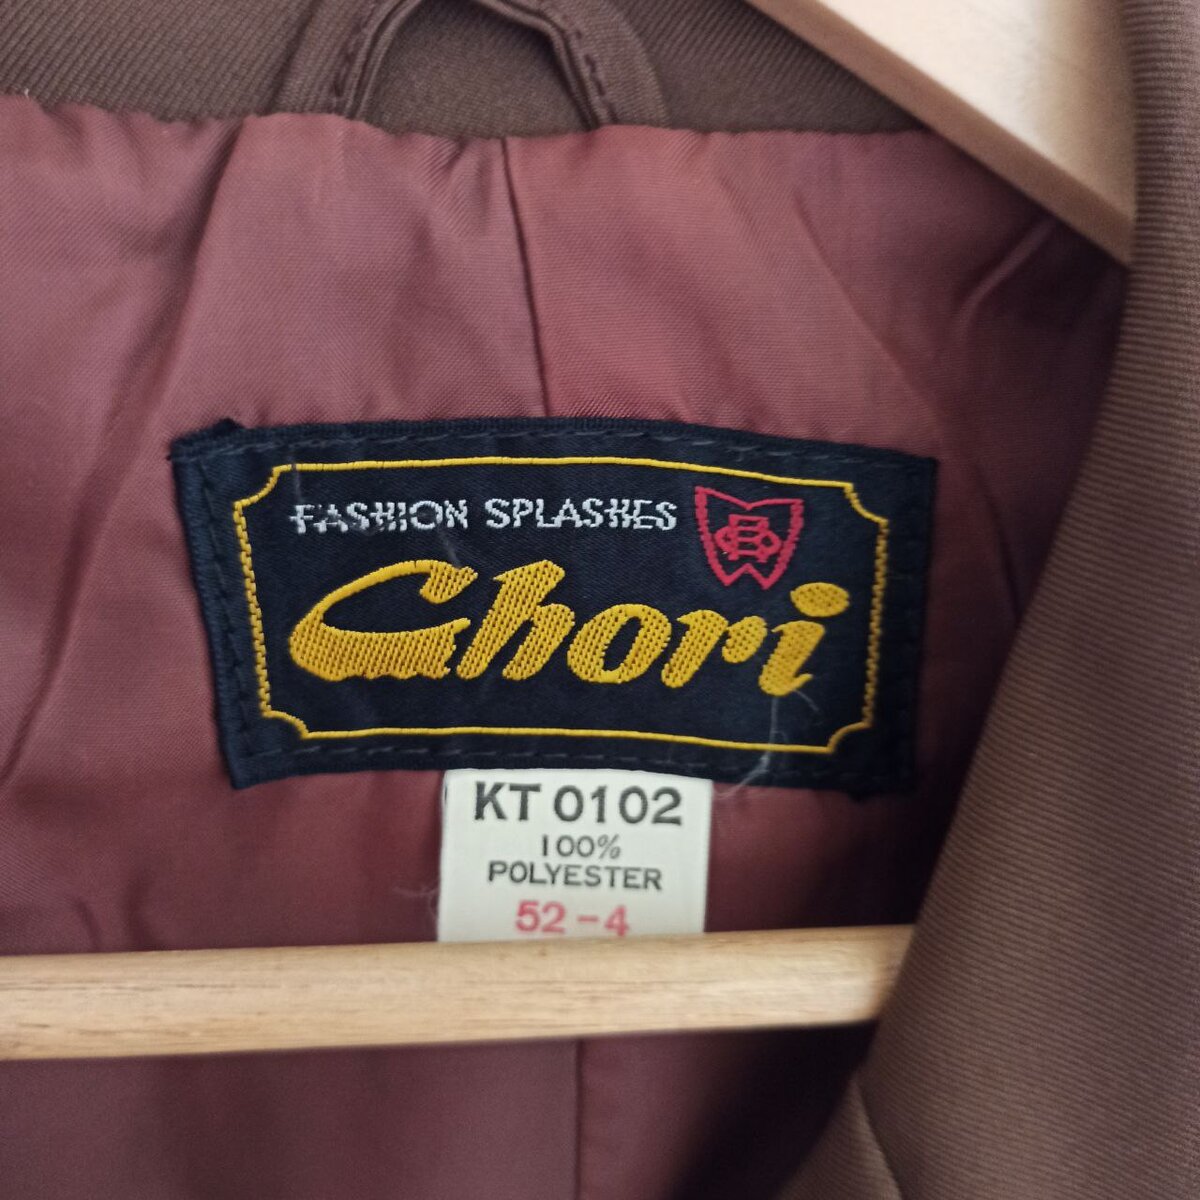 FASHION SPLASHES
Chori
KT 0102
100%
POLYESTER
52-4